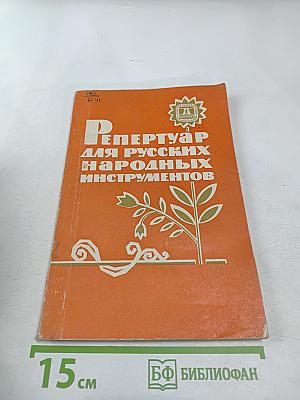 Репертуар
для русских
народных
инструментов
15 см
БФ БИБЛИОФАН